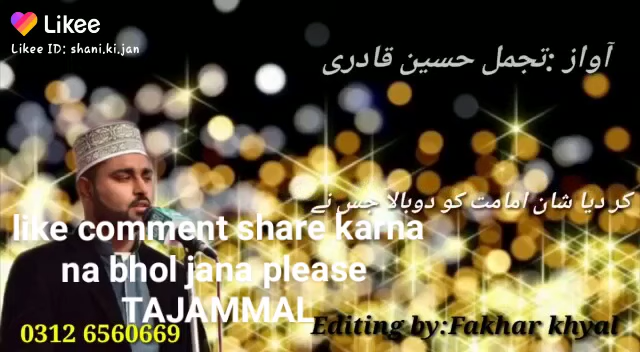 Likee
Likee ID: shani.ki.jan
آواز :تجمل حسین قادری
کر دیا شان امامت کو دوبالا جس نے
like comment share karna
na bhol jana please
TAJAMMAL
0312 6560669
Editing by:Fakhar khyal